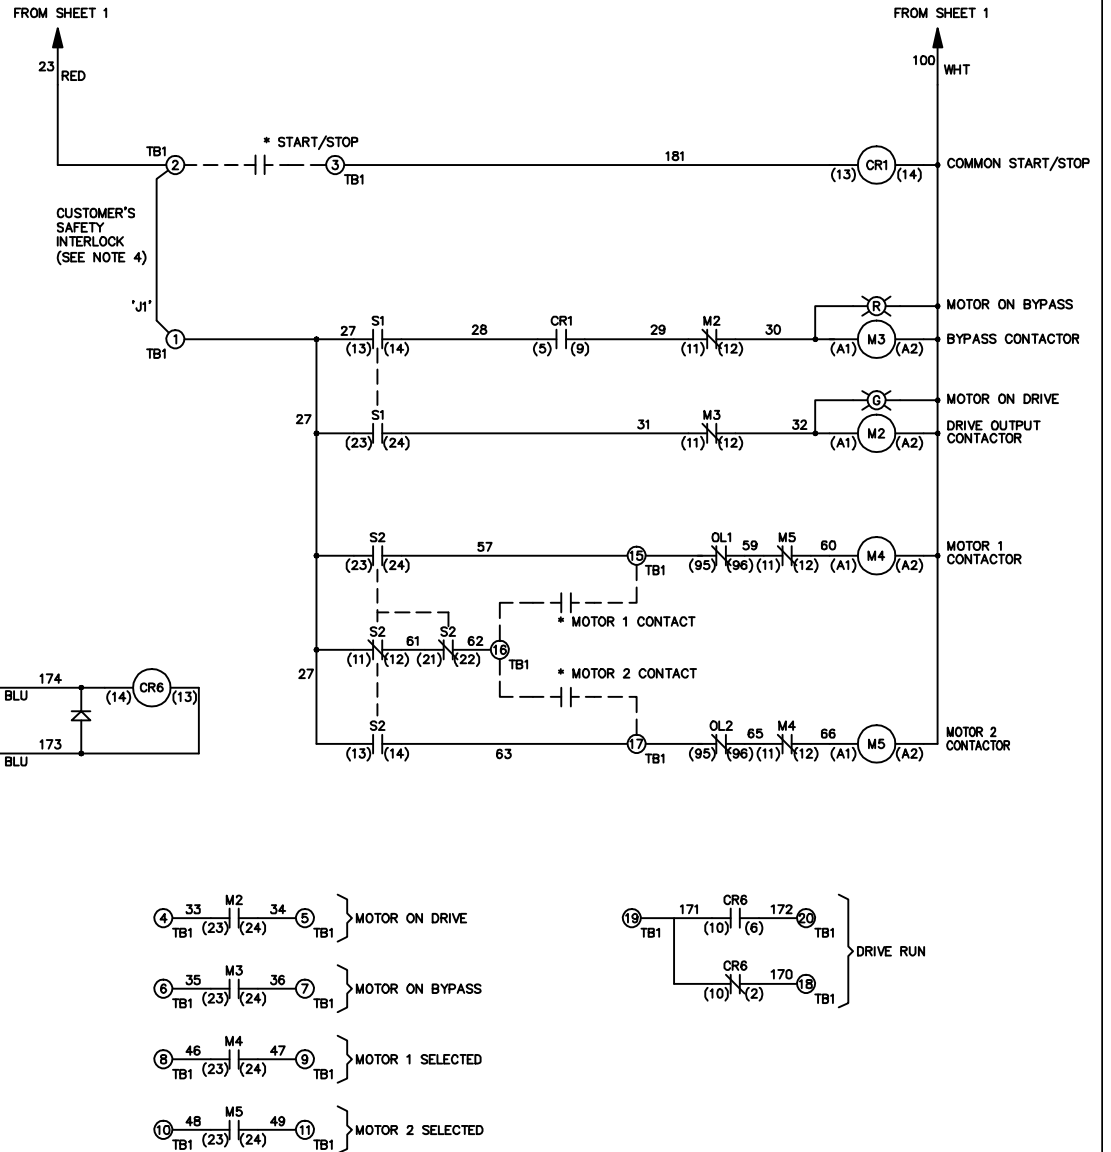 FROM SHEET 1
FROM SHEET 1
23
RED
100
WHT
TB1
2
* START/STOP
3
TB1
181
(13)
CR1
(14)
COMMON START/STOP
CUSTOMER'S
SAFETY
INTERLOCK
(SEE NOTE 4)
'J1'
1
TB1
27
S1
(13)
(14)
28
CR1
(5)
(9)
29
M2
(11)
(12)
30
R
MOTOR ON BYPASS
(A1)
M3
(A2)
BYPASS CONTACTOR
27
S1
(23)
(24)
31
M3
(11)
(12)
32
G
MOTOR ON DRIVE
(A1)
M2
(A2)
DRIVE OUTPUT
CONTACTOR
S2
(23)
(24)
57
15
TB1
OL1
(95)
(96)
59
M5
(11)
(12)
60
(A1)
M4
(A2)
MOTOR 1
CONTACTOR
* MOTOR 1 CONTACT
S2
(11)
(12)
61
S2
(21)
(22)
62
16
TB1
* MOTOR 2 CONTACT
27
S2
(13)
(14)
63
17
TB1
OL2
(95)
(96)
65
M4
(11)
(12)
66
(A1)
M5
(A2)
MOTOR 2
CONTACTOR
174
BLU
(14)
CR6
(13)
173
BLU
4
TB1
33
M2
(23)
(24)
34
5
TB1
MOTOR ON DRIVE
6
TB1
35
M3
(23)
(24)
36
7
TB1
MOTOR ON BYPASS
8
TB1
46
M4
(23)
(24)
47
9
TB1
MOTOR 1 SELECTED
10
TB1
48
M5
(23)
(24)
49
11
TB1
MOTOR 2 SELECTED
19
TB1
171
CR6
(10)
(6)
172
20
TB1
CR6
(10)
(2)
170
18
TB1
DRIVE RUN